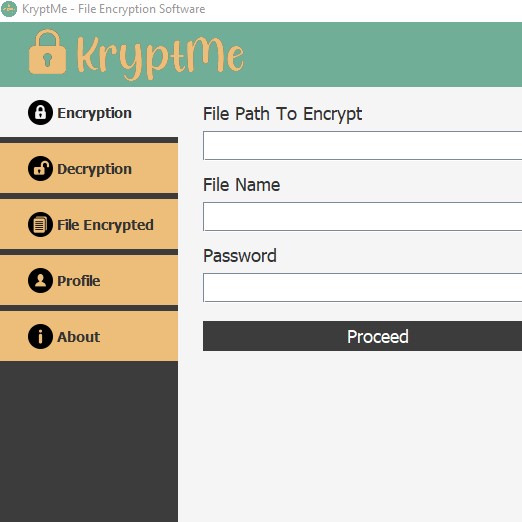 KryptMe - File Encryption Software
KryptMe
Encryption
Decryption
File Encrypted
Profile
About
File Path To Encrypt
File Name
Password
Proceed